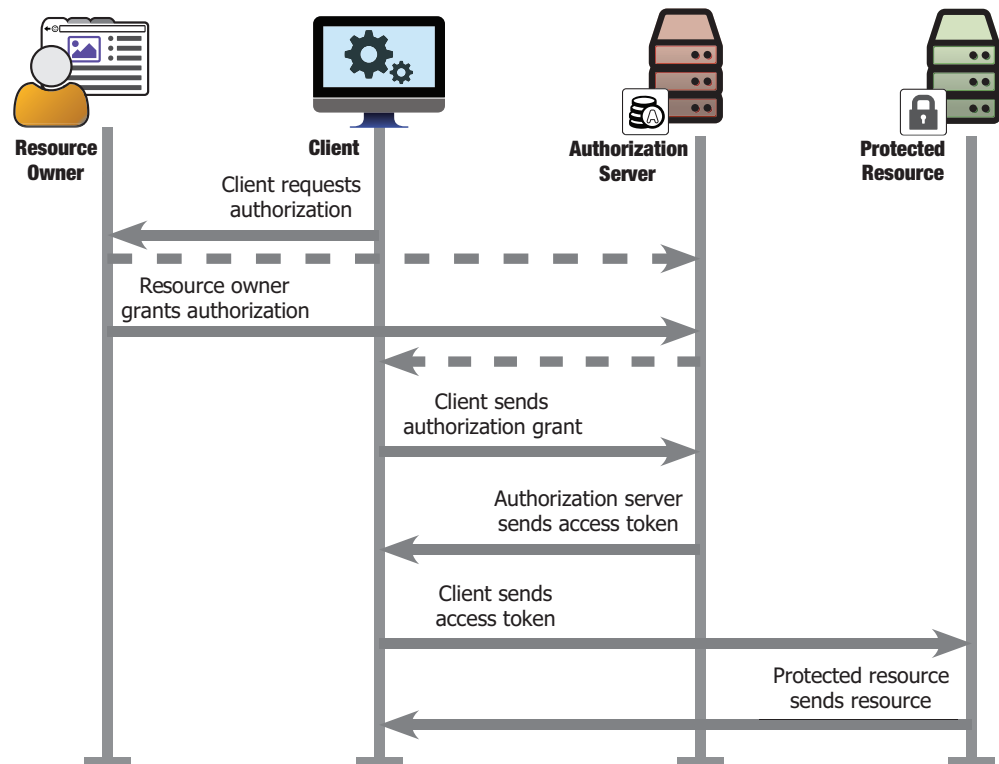 Resource
Owner
Client
Authorization
Server
Protected
Resource
Client requests
authorization
Resource owner
grants authorization
Client sends
authorization grant
Authorization server
sends access token
Client sends
access token
Protected resource
sends resource
A